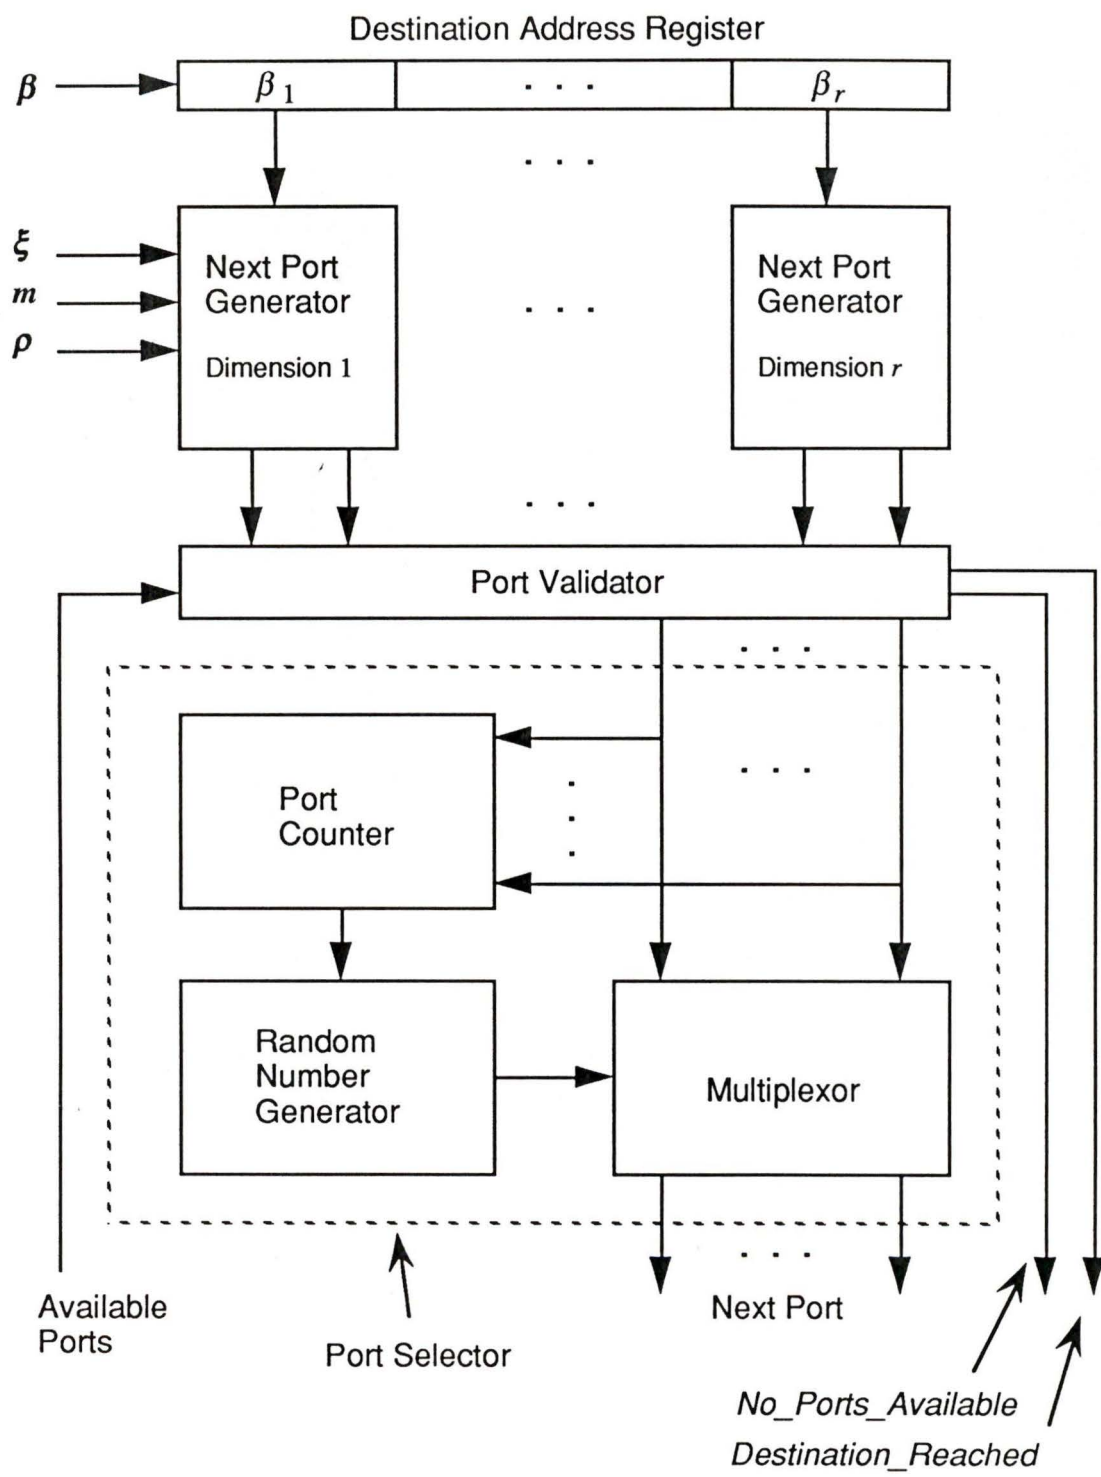 Destination Address Register
β
β1
. . .
βr
. . .
ξ
m
ρ
Next Port
Generator
Dimension 1
. . .
Next Port
Generator
Dimension r
. . .
Port Validator
. . .
Port
Counter
. . .
. . .
Random
Number
Generator
Multiplexor
. . .
Available
Ports
Next Port
Port Selector
No_Ports_Available
Destination_Reached